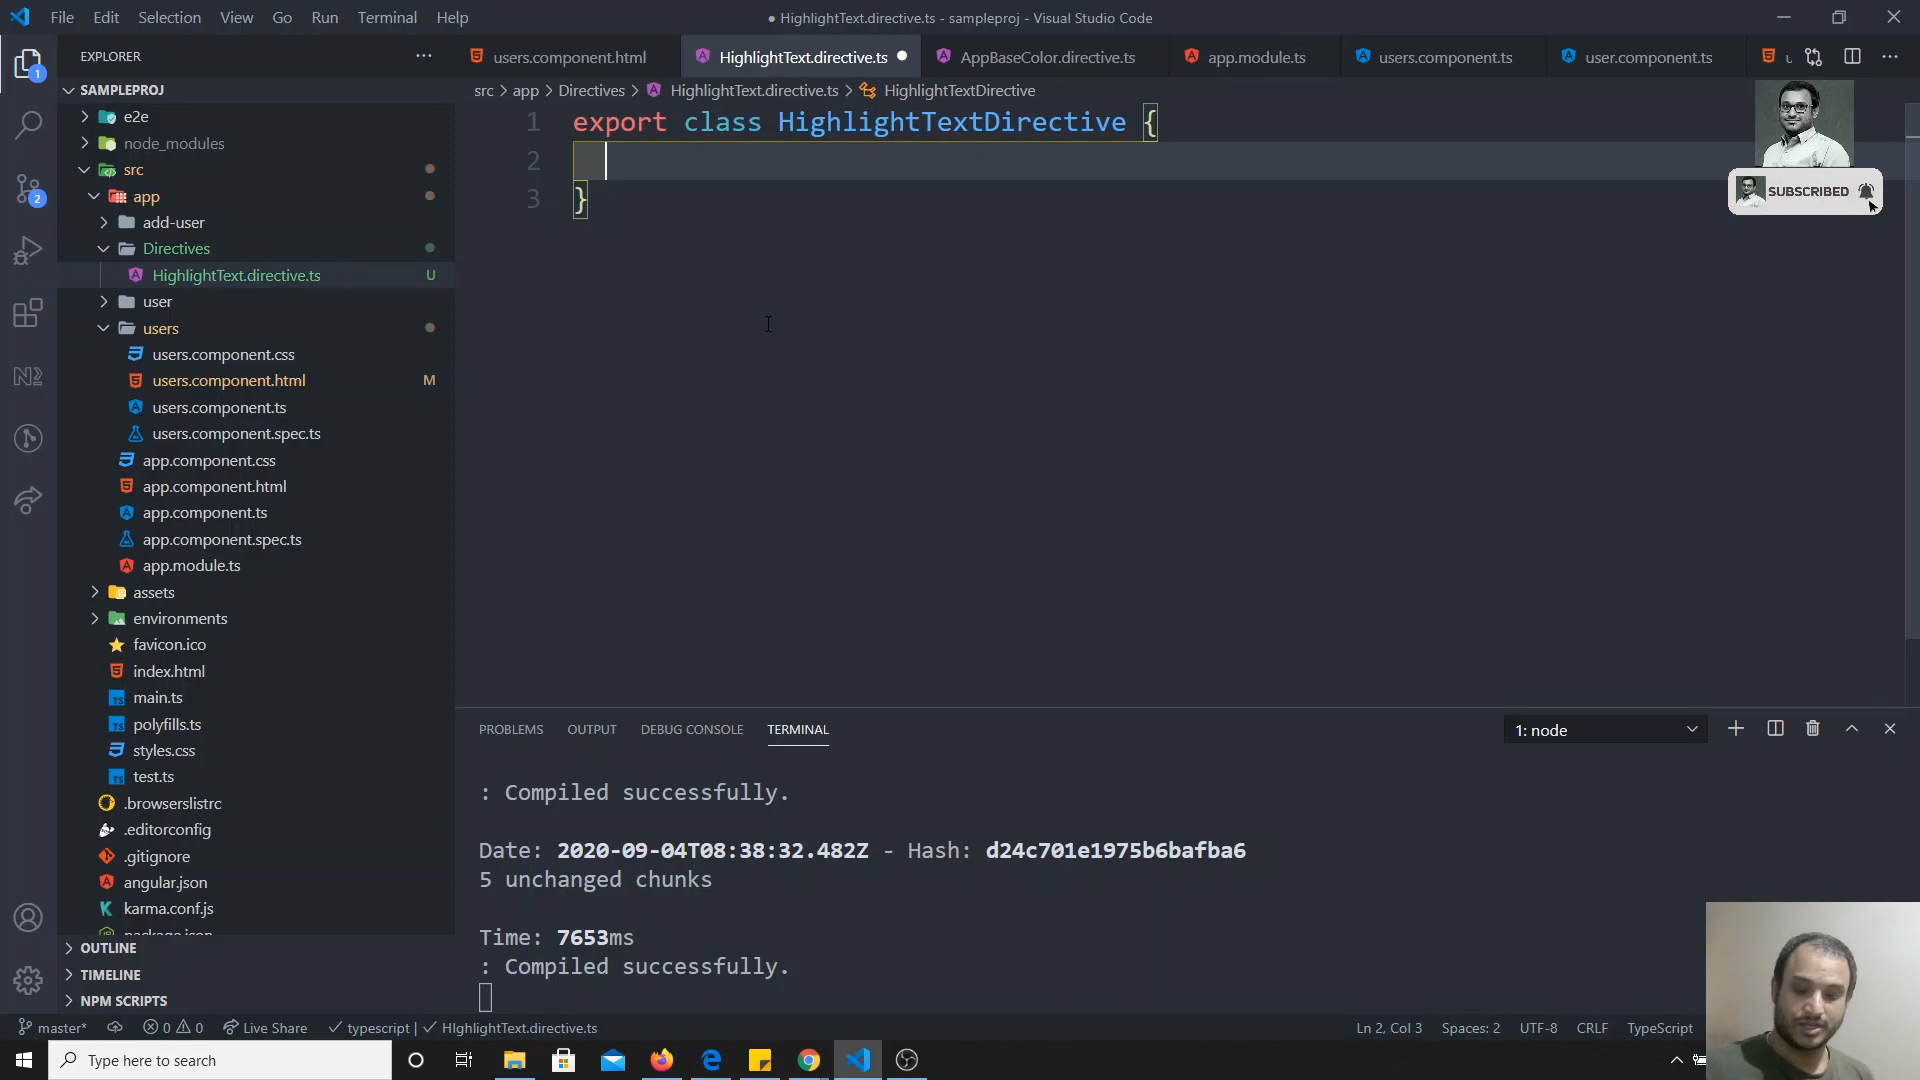 File Edit Selection View Go Run Terminal Help
● HighlightText.directive.ts - sampleproj - Visual Studio Code
EXPLORER
users.component.html
HighlightText.directive.ts
AppBaseColor.directive.ts
app.module.ts
users.component.ts
user.component.ts
u
src > app > Directives > HighlightText.directive.ts > HighlightTextDirective
1 export class HighlightTextDirective {
2
3 }
SUBSCRIBED
1
2
SAMPLEPROJ
e2e
node_modules
src
app
add-user
Directives
HighlightText.directive.ts U
user
users
users.component.css
users.component.html M
users.component.ts
users.component.spec.ts
app.component.css
app.component.html
app.component.ts
app.component.spec.ts
app.module.ts
assets
environments
favicon.ico
index.html
main.ts
polyfills.ts
styles.css
test.ts
.browserslistrc
.editorconfig
.gitignore
angular.json
karma.conf.js
package.json
OUTLINE
TIMELINE
NPM SCRIPTS
PROBLEMS OUTPUT DEBUG CONSOLE TERMINAL
1: node
: Compiled successfully.
Date: 2020-09-04T08:38:32.482Z - Hash: d24c701e1975b6bafba6
5 unchanged chunks
Time: 7653ms
: Compiled successfully.
master* 0 0 Live Share typescript | HIghlightText.directive.ts
Ln 2, Col 3 Spaces: 2 UTF-8 CRLF TypeScript
Type here to search